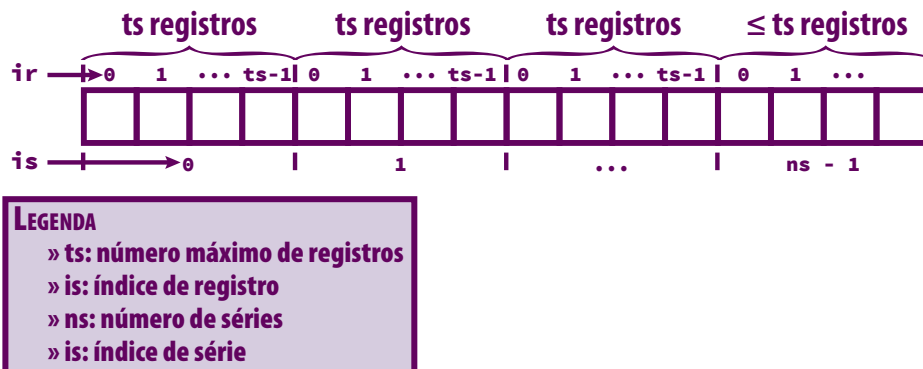 ts registros ts registros ts registros ≤ ts registros
ir 0 1 ... ts-1 0 1 ... ts-1 0 1 ... ts-1 0 1 ...
is 0 1 ... ns - 1
LEGENDA
» ts: número máximo de registros
» is: índice de registro
» ns: número de séries
» is: índice de série